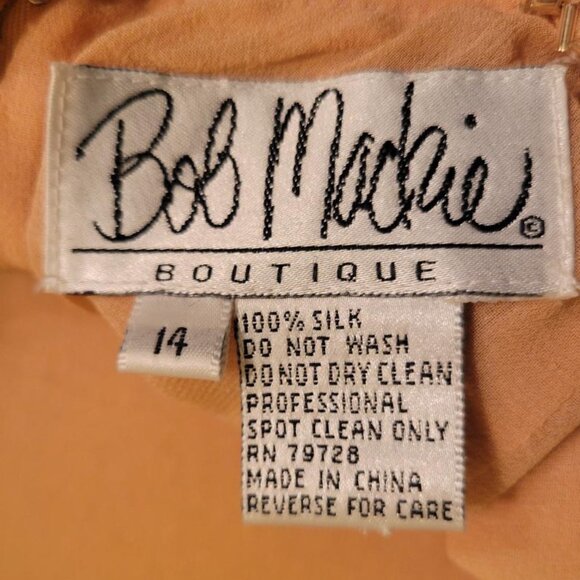 Bob Mackie ©
BOUTIQUE
14
100% SILK
DO NOT WASH
DO NOT DRY CLEAN
PROFESSIONAL
SPOT CLEAN ONLY
RN 79728
MADE IN CHINA
REVERSE FOR CARE